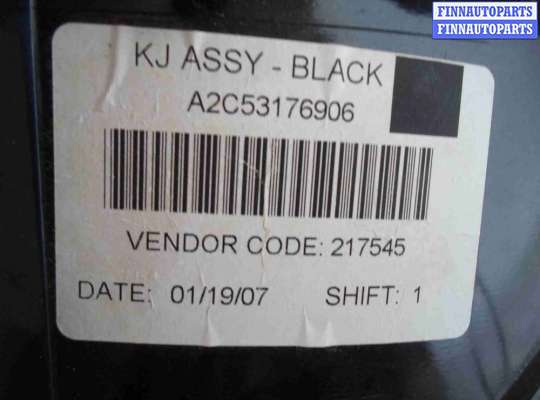 FINNAUTOPARTS
FINNAUTOPARTS
KJ ASSY - BLACK
A2C53176906
VENDOR CODE: 217545
DATE: 01/19/07 SHIFT: 1